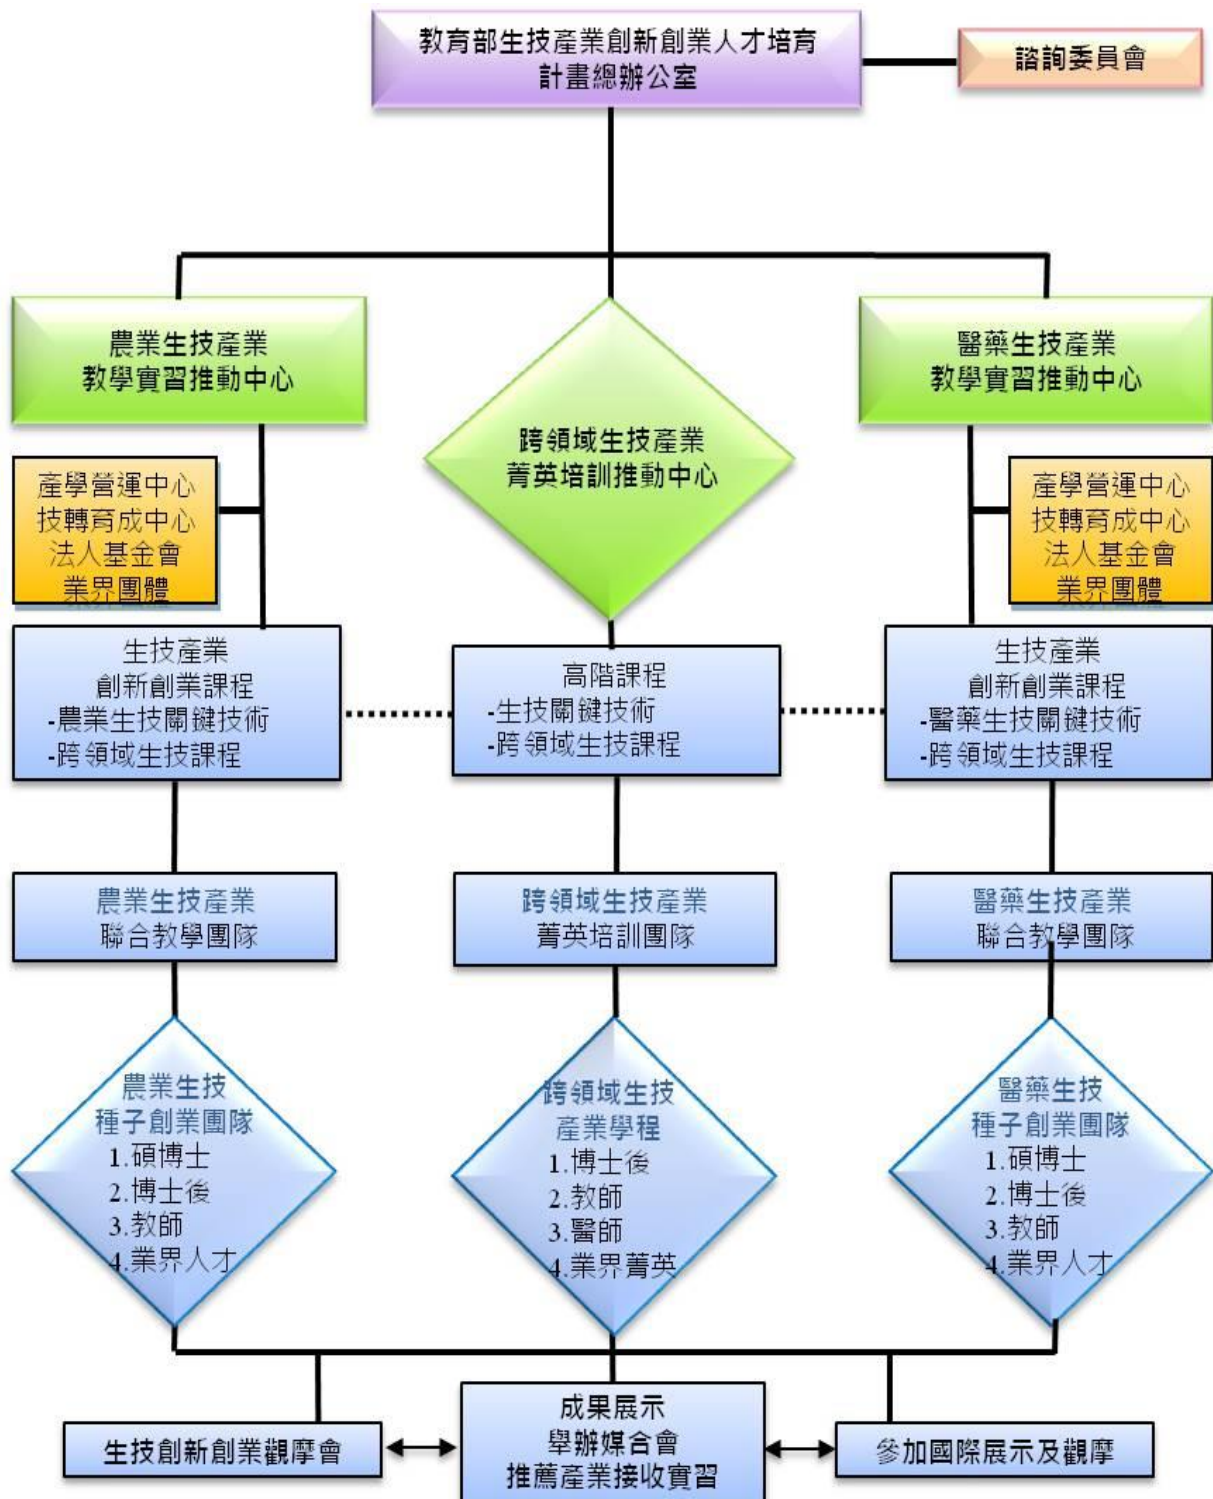 教育部生技產業創新創業人才培育
計畫總辦公室
諮詢委員會
農業生技產業
教學實習推動中心
跨領域生技產業
菁英培訓推動中心
醫藥生技產業
教學實習推動中心
產學營運中心
技轉育成中心
法人基金會
業界團體
產學營運中心
技轉育成中心
法人基金會
業界團體
生技產業
創新創業課程
-農業生技關鍵技術
-跨領域生技課程
高階課程
-生技關鍵技術
-跨領域生技課程
生技產業
創新創業課程
-醫藥生技關鍵技術
-跨領域生技課程
農業生技產業
聯合教學團隊
跨領域生技產業
菁英培訓團隊
醫藥生技產業
聯合教學團隊
農業生技
種子創業團隊
1.碩博士
2.博士後
3.教師
4.業界人才
跨領域生技
產業學程
1.博士後
2.教師
3.醫師
4.業界菁英
醫藥生技
種子創業團隊
1.碩博士
2.博士後
3.教師
4.業界人才
生技創新創業觀摩會
成果展示
舉辦媒合會
推薦產業接收實習
參加國際展示及觀摩